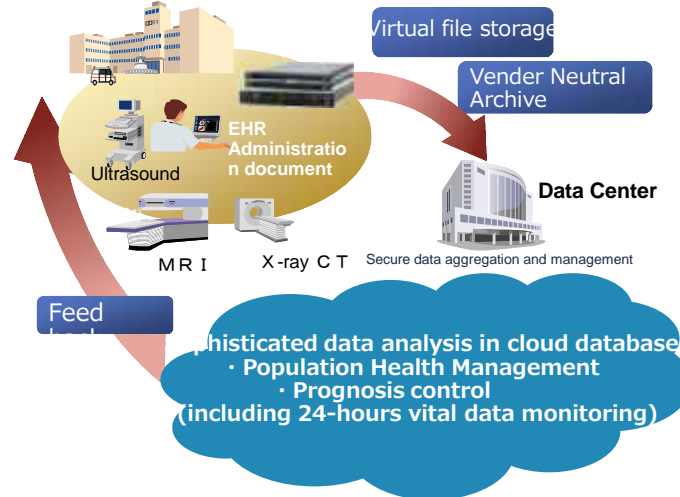 Virtual file storage
Vender Neutral
Archive
EHR
Administratio
n document
Ultrasound
Data Center
MRI
X-ray CT
Secure data aggregation and management
Feed
phisticated data analysis in cloud database
・Population Health Management
・Prognosis control
(including 24-hours vital data monitoring)